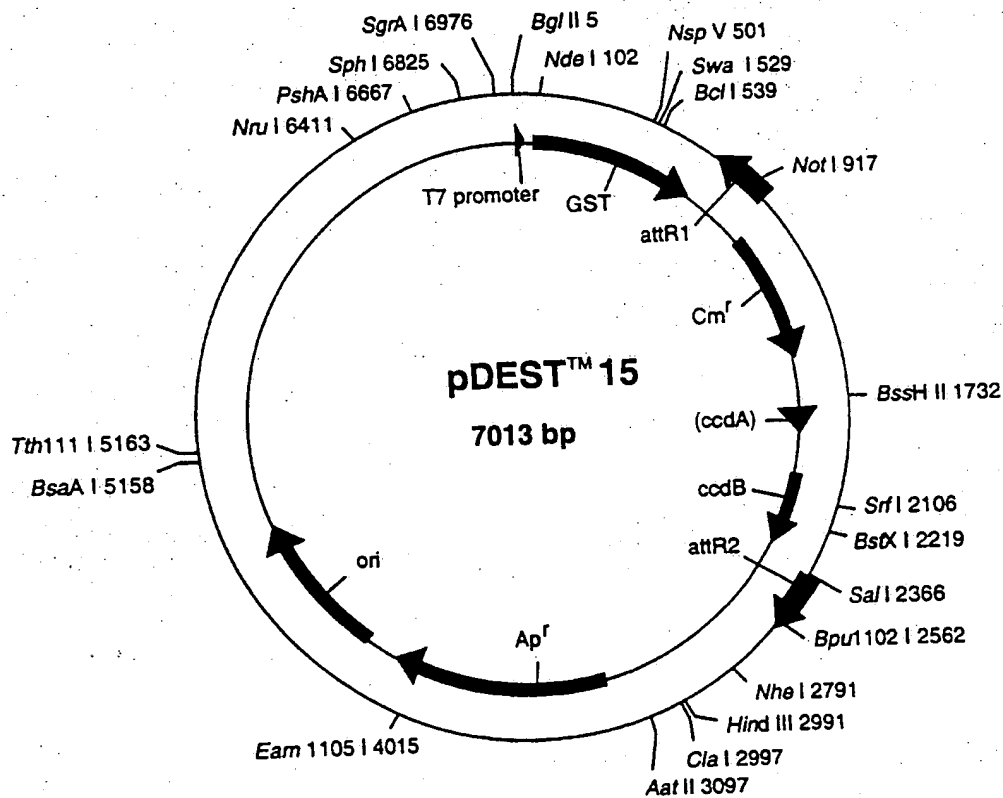 SgrA I 6976
Bgl II 5
Nsp V 501
Sph I 6825
Nde I 102
Swa I 529
PshA I 6667
Bcl I 539
Nru I 6411
Not I 917
T7 promoter
GST
attR1
Cmʳ
pDEST™ 15
7013 bp
BssH II 1732
(ccdA)
Tth111 I 5163
BsaA I 5158
ccdB
Srf I 2106
BstX I 2219
attR2
ori
Sal I 2366
Apʳ
Bpu1102 I 2562
Nhe I 2791
Hind III 2991
Eam 1105 I 4015
Cla I 2997
Aat II 3097